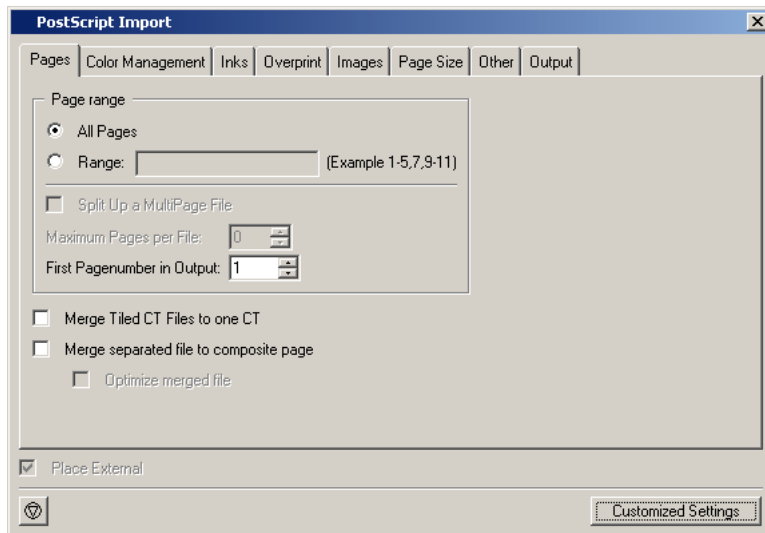 PostScript Import
Pages Color Management Inks Overprint Images Page Size Other Output
Page range
All Pages
Range: (Example 1-5,7,9-11)
Split Up a MultiPage File
Maximum Pages per File: 0
First Pagenumber in Output: 1
Merge Tiled CT Files to one CT
Merge separated file to composite page
Optimize merged file
Place External
Customized Settings